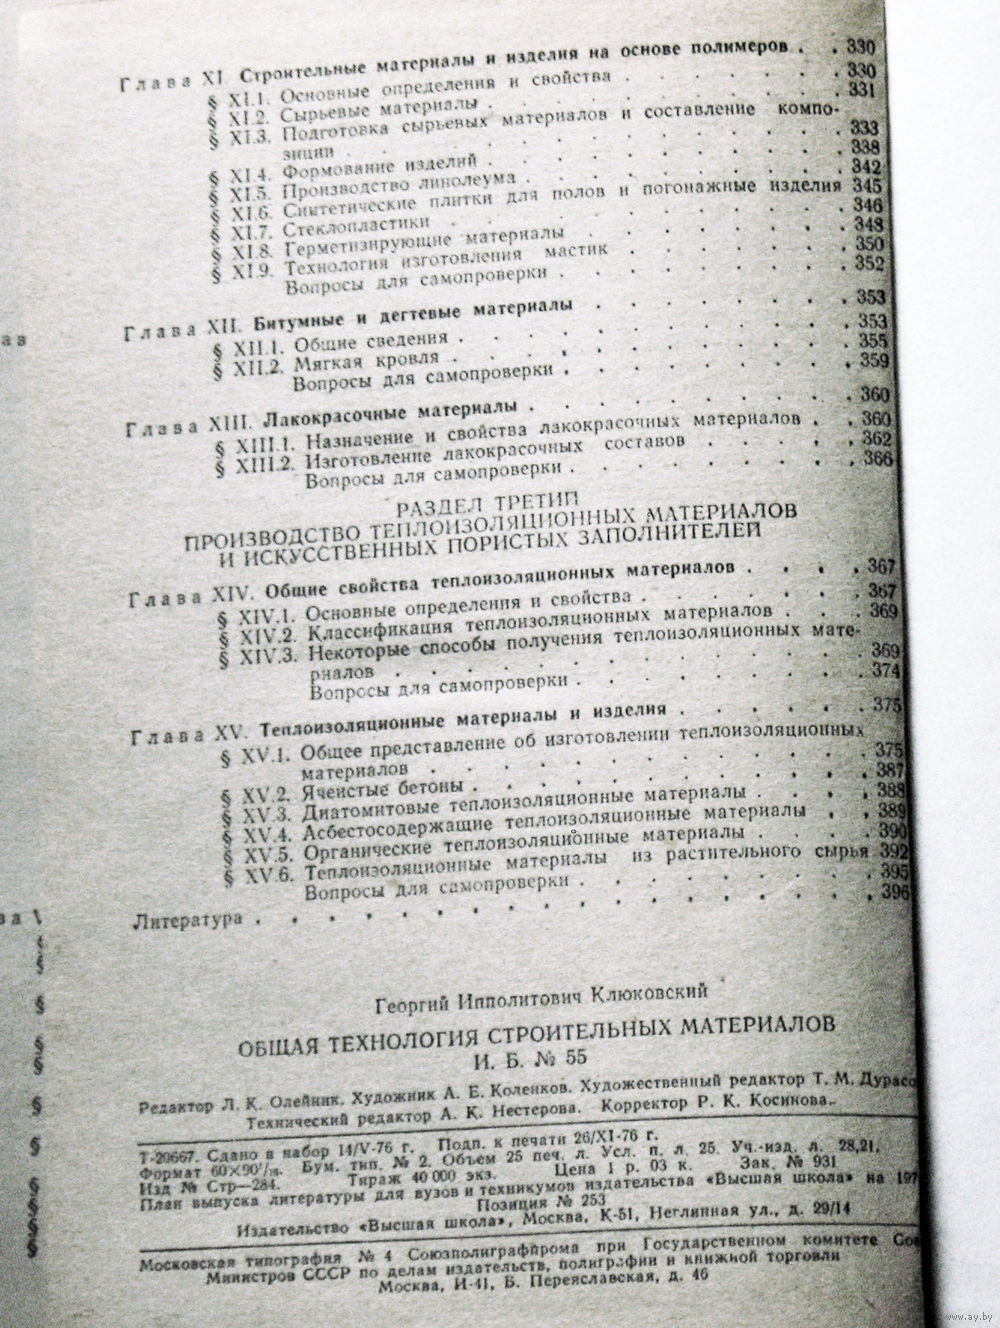 Глава XI. Строительные материалы и изделия на основе полимеров . . 330
§ XI.1. Основные определения и свойства . . . . . . . 330
§ XI.2. Сырьевые материалы . . . . . . . . . . 331
§ XI.3. Подготовка сырьевых материалов и составление компо-
зиции . . . . . . . . . . . . . 333
§ XI.4. Формование изделий . . . . . . . . . . 338
§ XI.5. Производство линолеума . . . . . . . . . 342
§ XI.6. Синтетические плитки для полов и погонажные изделия 345
§ XI.7. Стеклопластики . . . . . . . . . . . 346
§ XI.8. Герметизирующие материалы . . . . . . . . 348
§ XI.9. Технология изготовления мастик . . . . . . . 350
Вопросы для самопроверки . . . . . . . . . 352
Глава XII. Битумные и дегтевые материалы . . . . . . . 353
§ XII.1. Общие сведения . . . . . . . . . . . 353
§ XII.2. Мягкая кровля . . . . . . . . . . . 355
Вопросы для самопроверки . . . . . . . . . 359
Глава XIII. Лакокрасочные материалы . . . . . . . . . 360
§ XIII.1. Назначение и свойства лакокрасочных материалов . . 360
§ XIII.2. Изготовление лакокрасочных составов . . . . . 362
Вопросы для самопроверки . . . . . . . . 366
РАЗДЕЛ ТРЕТИЙ
ПРОИЗВОДСТВО ТЕПЛОИЗОЛЯЦИОННЫХ МАТЕРИАЛОВ
И ИСКУССТВЕННЫХ ПОРИСТЫХ ЗАПОЛНИТЕЛЕЙ
Глава XIV. Общие свойства теплоизоляционных материалов . . . . 367
§ XIV.1. Основные определения и свойства . . . . . . . 367
§ XIV.2. Классификация теплоизоляционных материалов . . . 369
§ XIV.3. Некоторые способы получения теплоизоляционных мате-
риалов . . . . . . . . . . . . . 369
Вопросы для самопроверки . . . . . . . . . 374
Глава XV. Теплоизоляционные материалы и изделия . . . . . . 375
§ XV.1. Общее представление об изготовлении теплоизоляционных
материалов . . . . . . . . . . . . 375
§ XV.2. Ячеистые бетоны . . . . . . . . . . . 387
§ XV.3. Диатомитовые теплоизоляционные материалы . . . . 388
§ XV.4. Асбестосодержащие теплоизоляционные материалы . . 389
§ XV.5. Органические теплоизоляционные материалы . . . . 390
§ XV.6. Теплоизоляционные материалы из растительного сырья 392
Вопросы для самопроверки . . . . . . . . . 395
Литература . . . . . . . . . . . . . . . . . 396
Георгий Ипполитович Клюковский
ОБЩАЯ ТЕХНОЛОГИЯ СТРОИТЕЛЬНЫХ МАТЕРИАЛОВ
И. Б. № 55
Редактор Л. К. Олейник. Художник А. Е. Коленков. Художественный редактор Т. М. Дурасо
Технический редактор А. К. Нестерова. Корректор Р. К. Косинова.
Т-20667. Сдано в набор 14/V-76 г. Подп. к печати 26/XI-76 г.
Формат 60×90 1/16. Бум. тип. № 2. Объем 25 печ. л. Усл. п. л. 25. Уч.-изд. л. 28,21.
Изд № Стр—284. Тираж 40 000 экз. Цена 1 р. 03 к. Зак. № 931
План выпуска литературы для вузов и техникумов издательства «Высшая школа» на 197
Позиция № 253
Издательство «Высшая школа», Москва, К-51, Неглинная ул., д. 29/14
Московская типография № 4 Союзполиграфпрома при Государственном комитете Сов
Министров СССР по делам издательств, полиграфии и книжной торговли
Москва, И-41, Б. Переяславская, д. 46
ав
ва V
§
§
§
§
§
§
§
§
§
§
§
www.ay.by